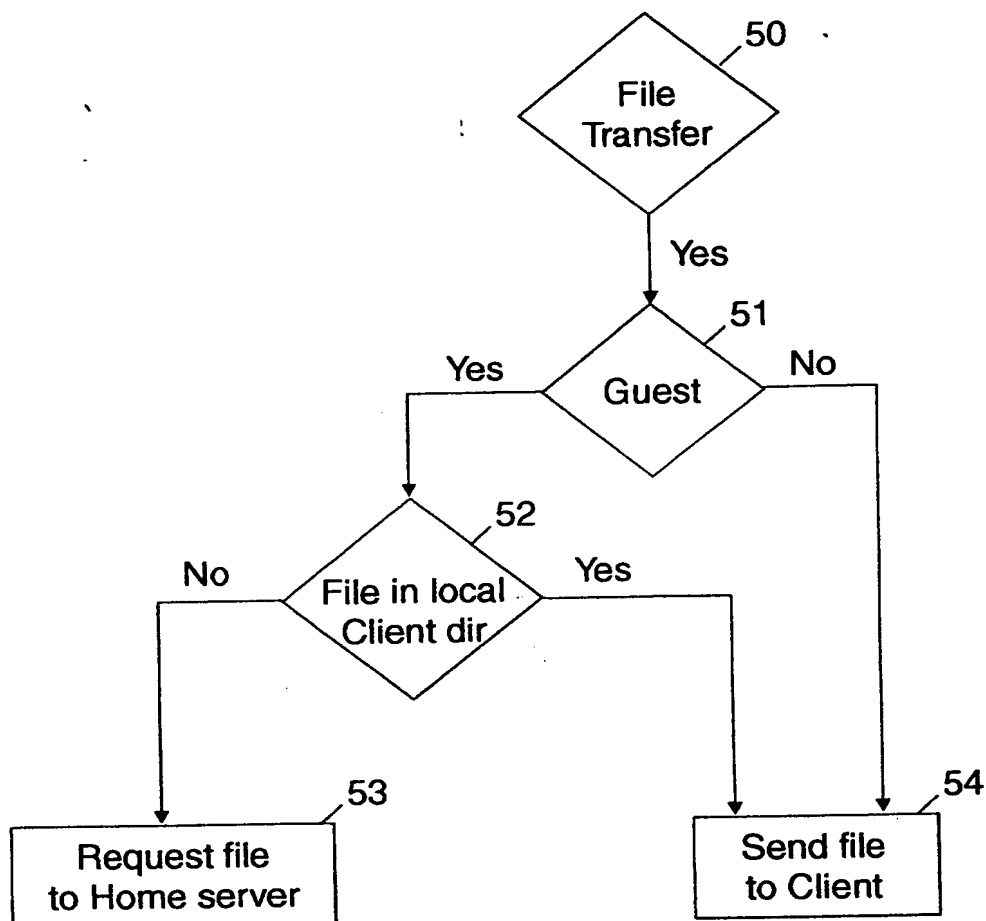 50
File
Transfer
Yes
51
Yes
No
Guest
52
No
Yes
File in local
Client dir
53
54
Request file
to Home server
Send file
to Client